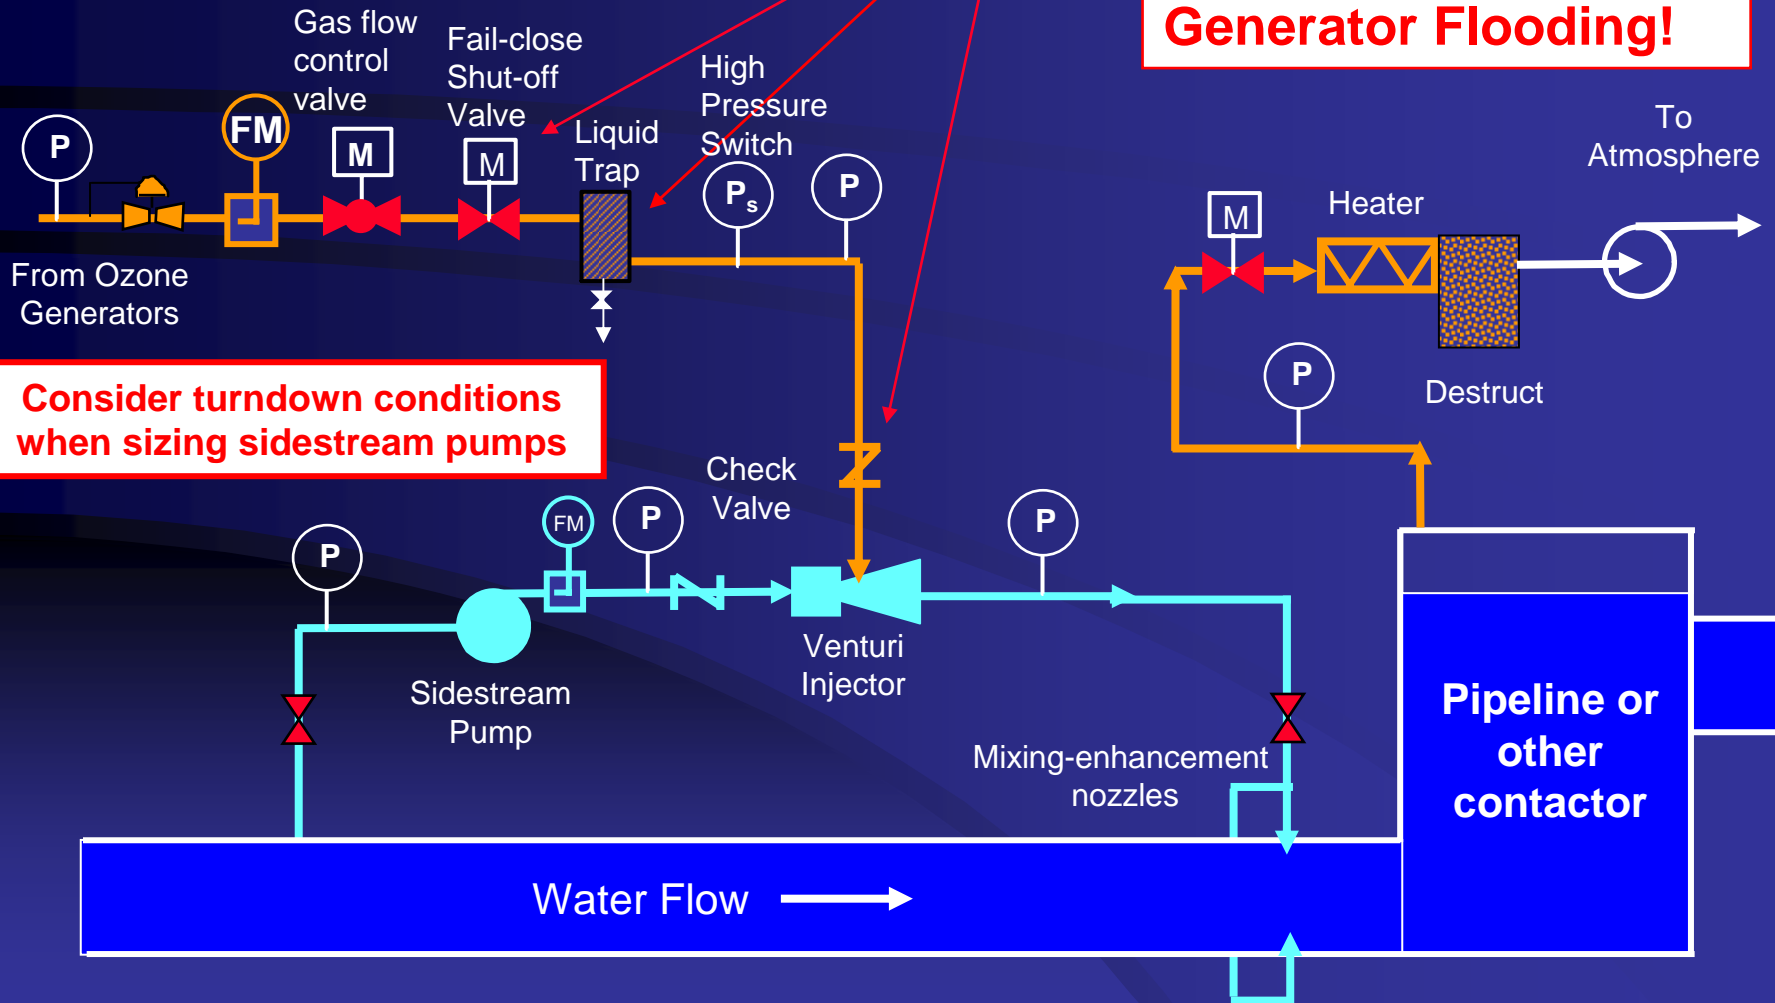 Generator Flooding!
Gas flow
control
valve
Fail-close
Shut-off
Valve
High
Pressure
Switch
Liquid
Trap
To
Atmosphere
P
FM
M
M
Ps
P
M
Heater
From Ozone
Generators
P
Destruct
Consider turndown conditions
when sizing sidestream pumps
Check
Valve
P
FM
P
P
Venturi
Injector
Sidestream
Pump
Pipeline or
other
contactor
Mixing-enhancement
nozzles
Water Flow